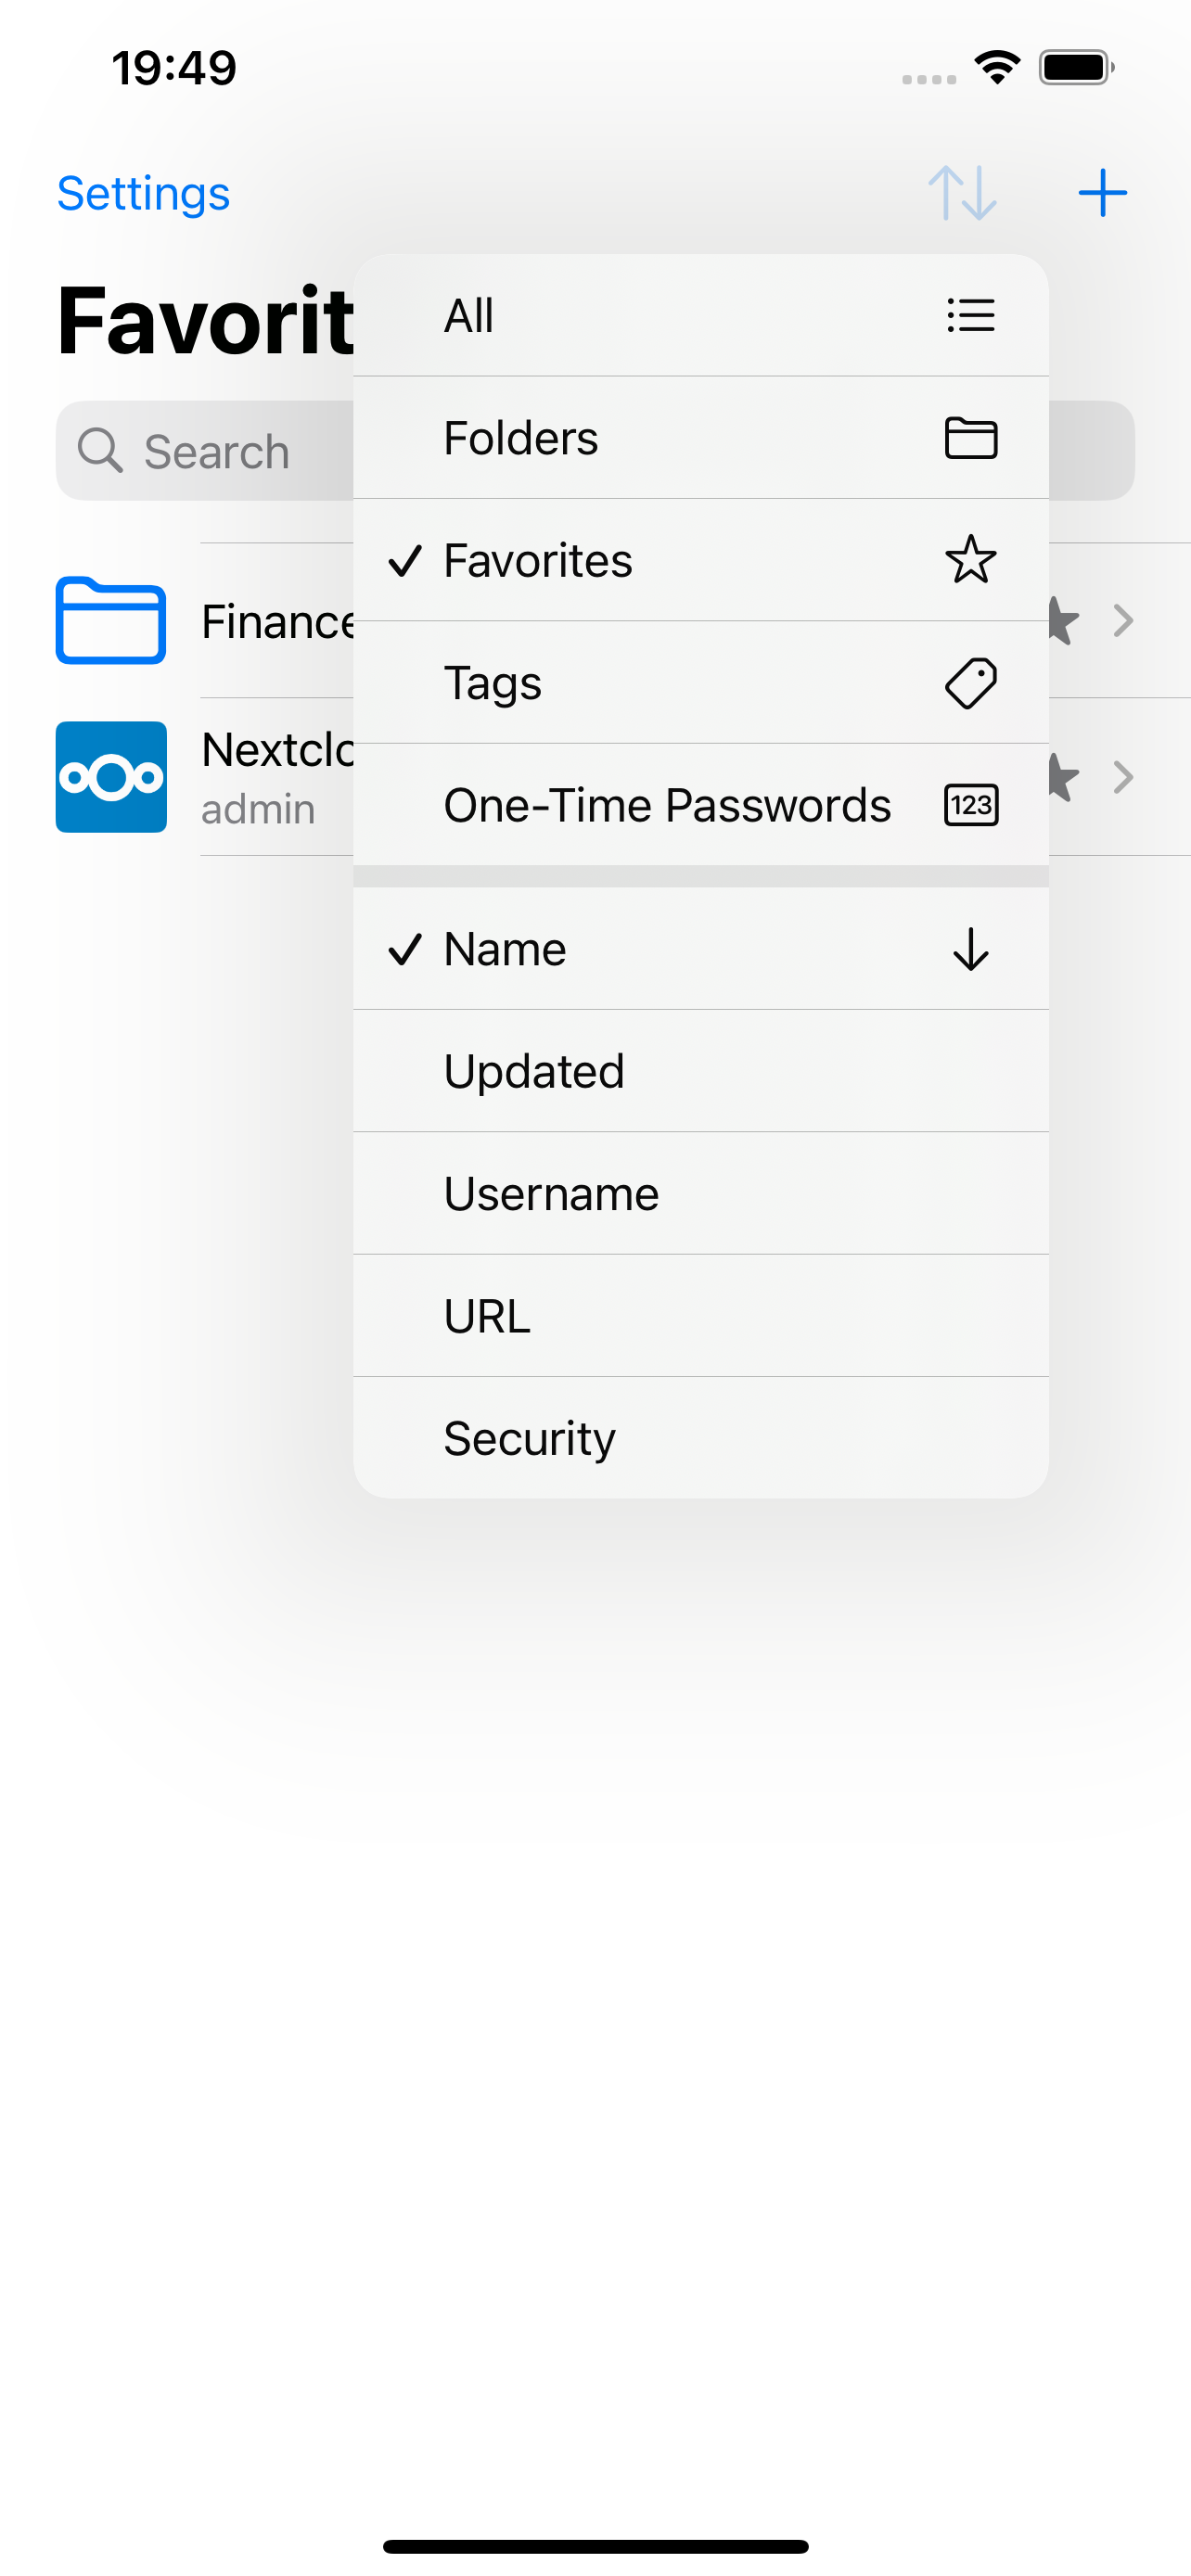 19:49
Settings
Favorit
Search
All
Folders
Favorites
Finance
Tags
Nextclo
admin
One-Time Passwords
123
Name
Updated
Username
URL
Security